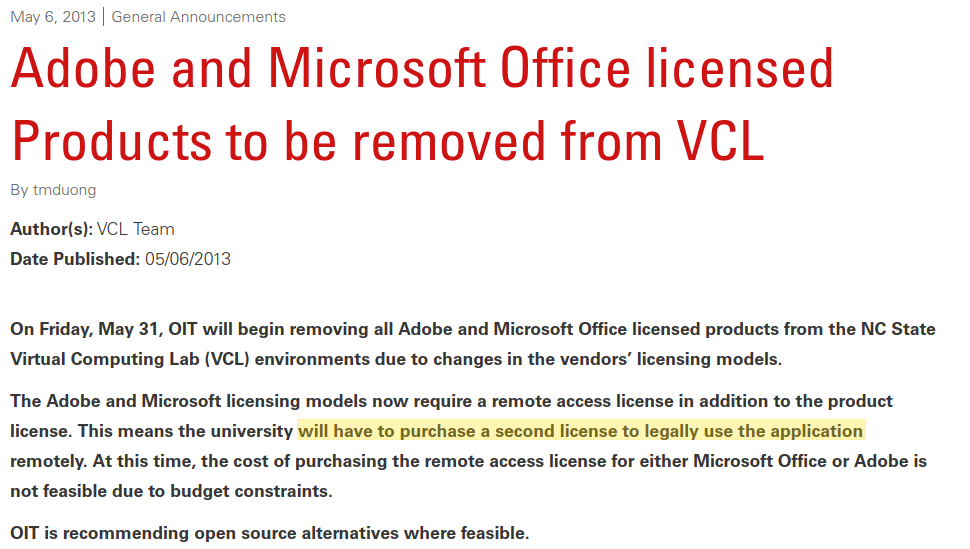 May 6, 2013 | General Announcements
Adobe and Microsoft Office licensed
Products to be removed from VCL
By tmduong
Author(s): VCL Team
Date Published: 05/06/2013
On Friday, May 31, OIT will begin removing all Adobe and Microsoft Office licensed products from the NC State
Virtual Computing Lab (VCL) environments due to changes in the vendors’ licensing models.
The Adobe and Microsoft licensing models now require a remote access license in addition to the product
license. This means the university will have to purchase a second license to legally use the application
remotely. At this time, the cost of purchasing the remote access license for either Microsoft Office or Adobe is
not feasible due to budget constraints.
OIT is recommending open source alternatives where feasible.